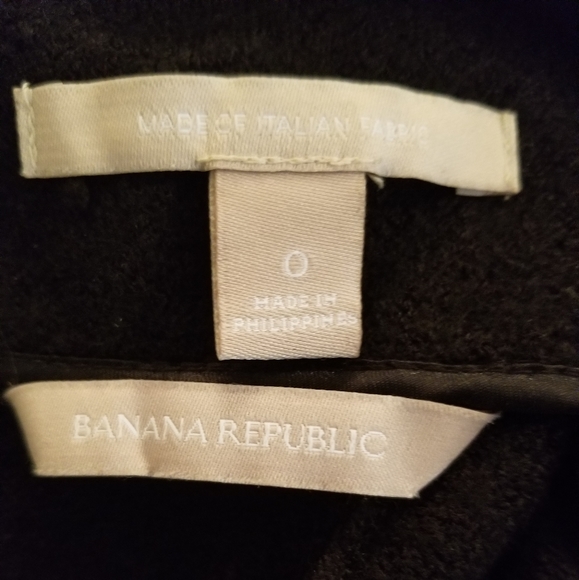 MADE OF ITALIAN FABRIC
0
MADE IN
PHILIPPINES
BANANA REPUBLIC